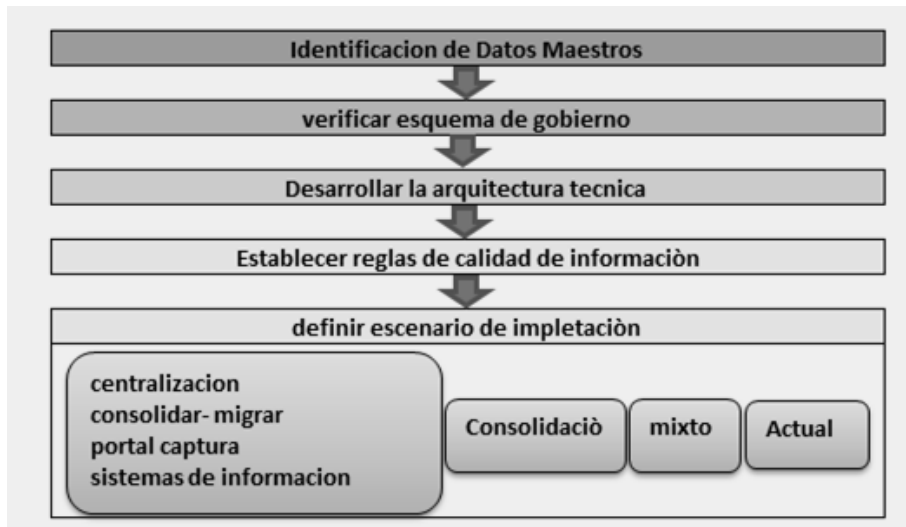 Identificacion de Datos Maestros
verificar esquema de gobierno
Desarrollar la arquitectura tecnica
Establecer reglas de calidad de informaciòn
definir escenario de impletaciòn
centralizacion
consolidar- migrar
portal captura
sistemas de informacion
Consolidaciò
mixto
Actual